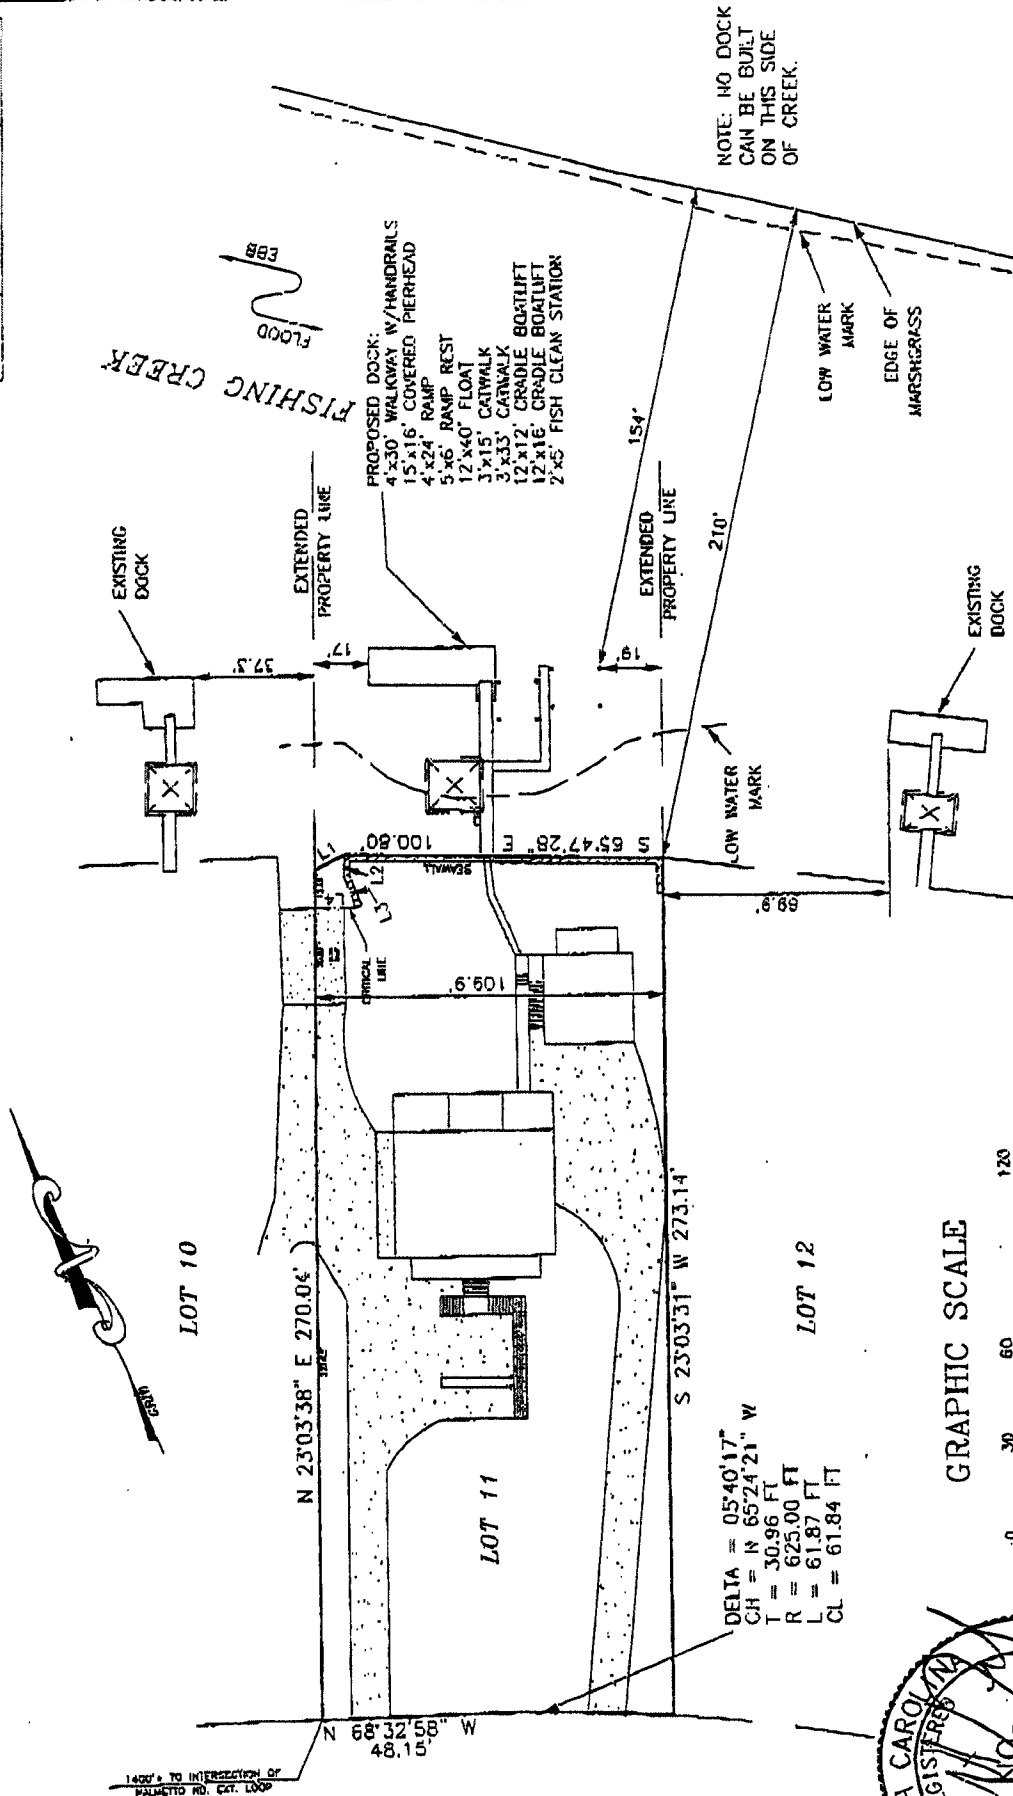 NOTE: NO DOCK
CAN BE BUILT
ON THIS SIDE
OF CREEK.
EBB
FLOOD
FISHING CREEK
PROPOSED DOCK:
4'x30' WALKWAY W/HANDRAILS
15'x16' COVERED PIERHEAD
4'x24' RAMP
5'x6' RAMP REST
12'x40' FLOAT
3'x15' CATWALK
3'x33' CATWALK
12'x12' CRADLE BOATLIFT
12'x16' CRADLE BOATLIFT
2'x5' FISH CLEAN STATION
LOW WATER
MARK
EDGE OF
MARSHGRASS
154'
210'
EXISTING
DOCK
EXTENDED
PROPERTY LINE
EXTENDED
PROPERTY LINE
37.3'
17'
19'
EXISTING
DOCK
LOW WATER
MARK
L1
L2
L3
L4
SEAWALL
100.80'
S 65°47'28" E
89.9'
CRITICAL
LINE
109.9'
GRID
LOT 10
N 23°03'38" E 270.04'
S 23°03'31" W 273.14'
LOT 12
LOT 11
DELTA = 05°40'17"
CH = N 65°24'21" W
T = 30.96 FT
R = 625.00 FT
L = 61.87 FT
CL = 61.84 FT
GRAPHIC SCALE
0 30 60 120
N 68°32'58" W
48.15'
1400'± TO INTERSECTION OF
PALMETTO RD. EXT. LOOP
CAROLINA
GISTERED